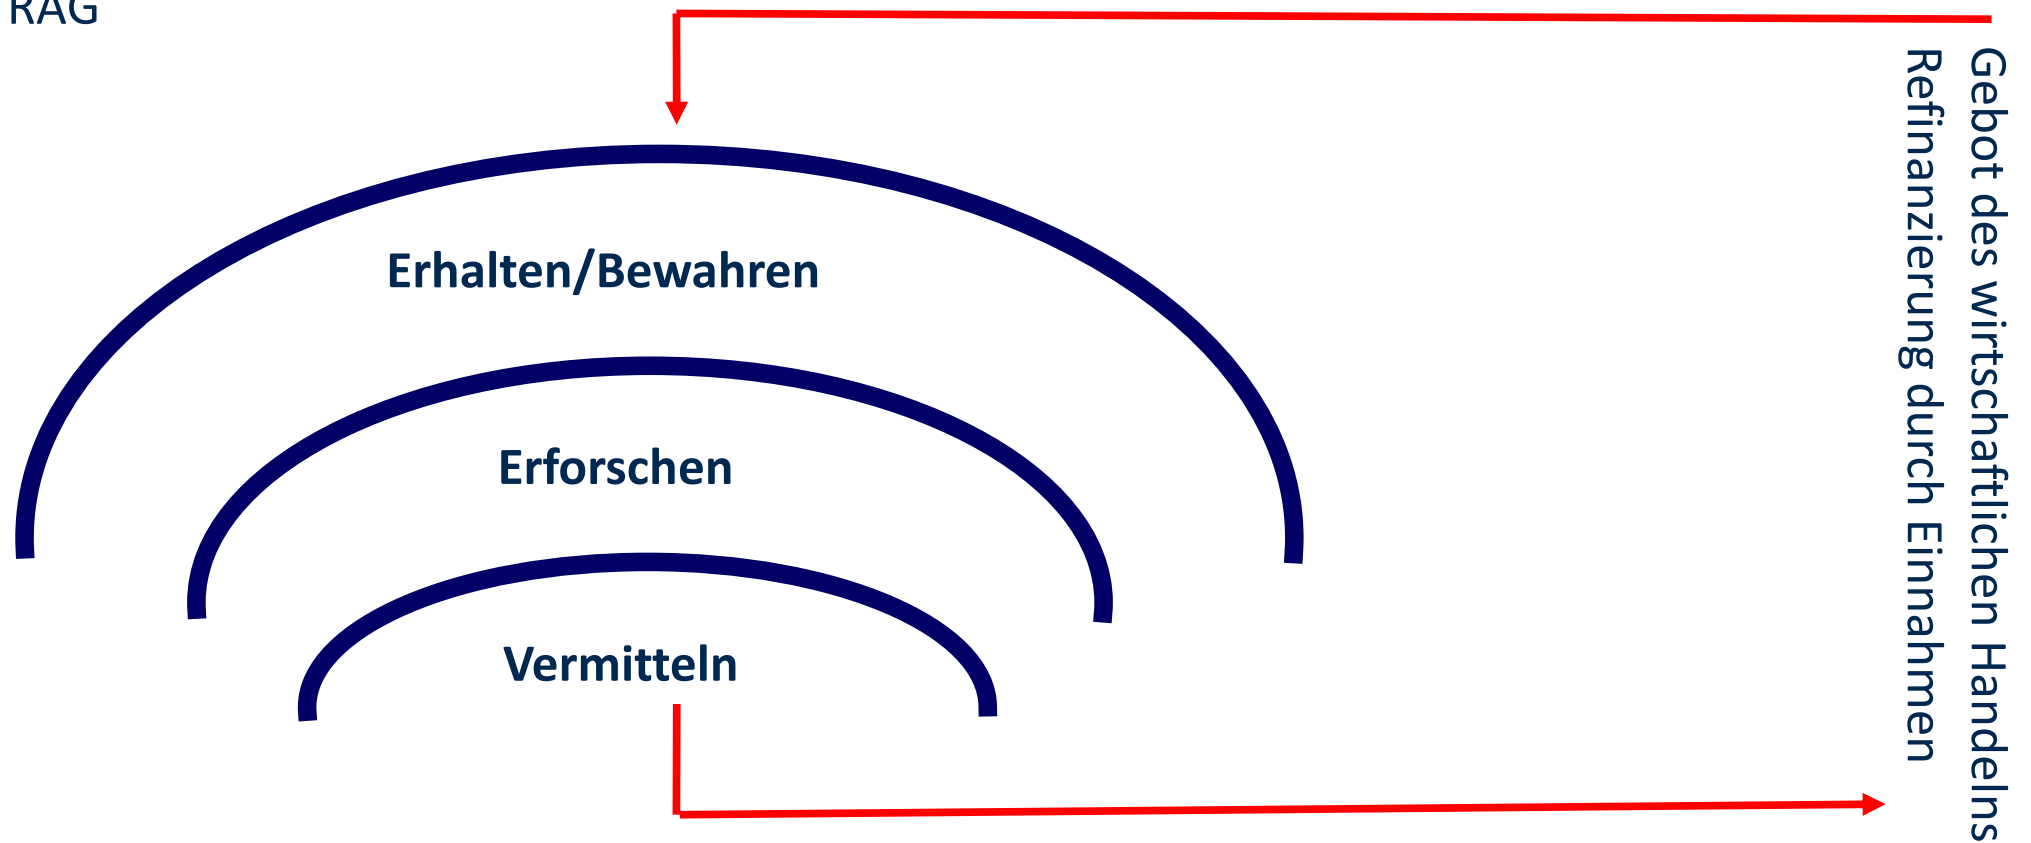 RAG
Erhalten/Bewahren
Erforschen
Vermitteln
Gebot des wirtschaftlichen Handelns
Refinanzierung durch Einnahmen